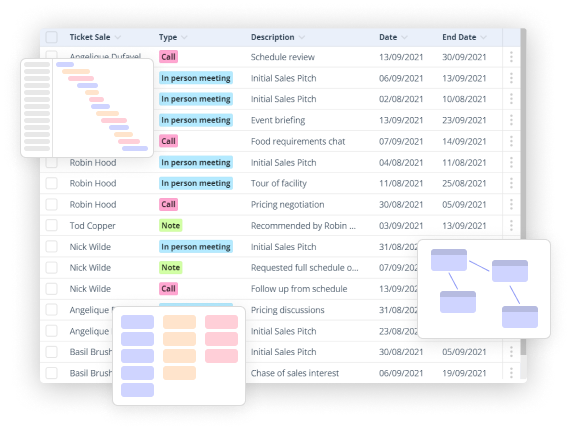 Ticket Sale Type Description Date End Date
Angelique Dufavel Call Schedule review 13/09/2021 30/09/2021
In person meeting Initial Sales Pitch 06/09/2021 13/09/2021
In person meeting Initial Sales Pitch 02/08/2021 10/08/2021
In person meeting Event briefing 13/09/2021 23/09/2021
Call Food requirements chat 07/09/2021 14/09/2021
Robin Hood In person meeting Initial Sales Pitch 04/08/2021 11/08/2021
Robin Hood In person meeting Tour of facility 11/08/2021 25/08/2021
Robin Hood Call Pricing negotiation 30/08/2021 05/09/2021
Tod Copper Note Recommended by Robin ... 03/09/2021 13/09/2021
Nick Wilde In person meeting Initial Sales Pitch 31/08/202
Nick Wilde Note Requested full schedule o... 07/09/202
Nick Wilde Call Follow up from schedule 13/09/202
Angelique Pricing discussions 31/08/202
Angelique Initial Sales Pitch 23/08/202
Basil Brush Initial Sales Pitch 30/08/2021 05/09/2021
Basil Brush Chase of sales interest 06/09/2021 19/09/2021